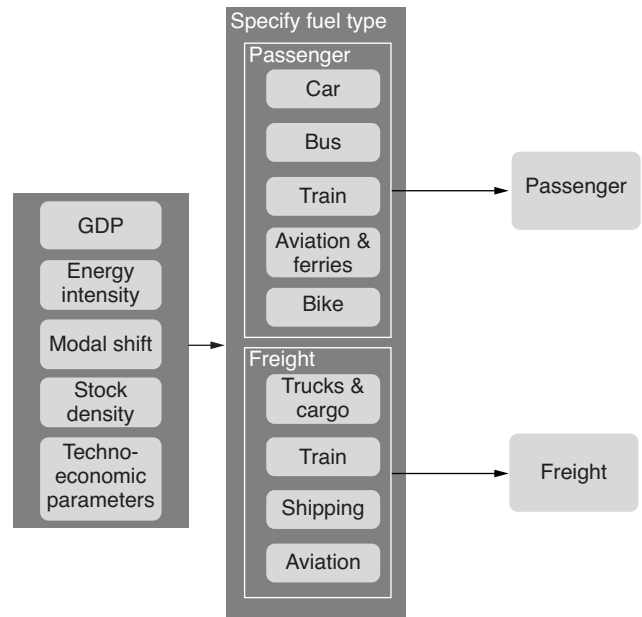 GDP
Energy
intensity
Modal shift
Stock
density
Techno-
economic
parameters
Specify fuel type
Passenger
Car
Bus
Train
Aviation &
ferries
Bike
Freight
Trucks &
cargo
Train
Shipping
Aviation
Passenger
Freight